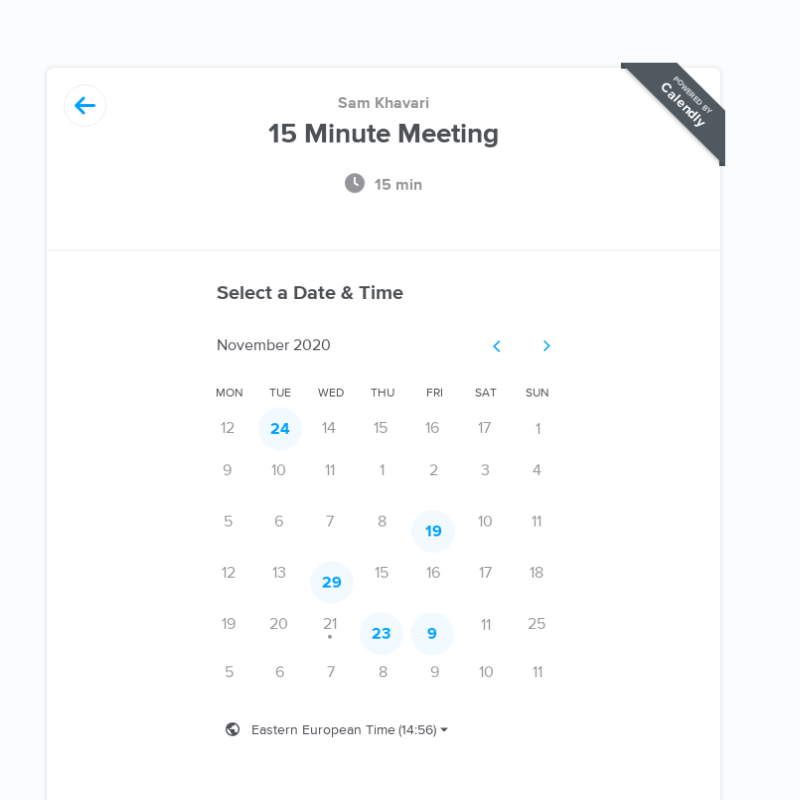 POWERED BY
Calendly
Sam Khavari
15 Minute Meeting
15 min
Select a Date & Time
November 2020
MON TUE WED THU FRI SAT SUN
12 24 14 15 16 17 1
9 10 11 1 2 3 4
5 6 7 8 19 10 11
12 13 29 15 16 17 18
19 20 21 23 9 11 25
5 6 7 8 9 10 11
Eastern European Time (14:56)